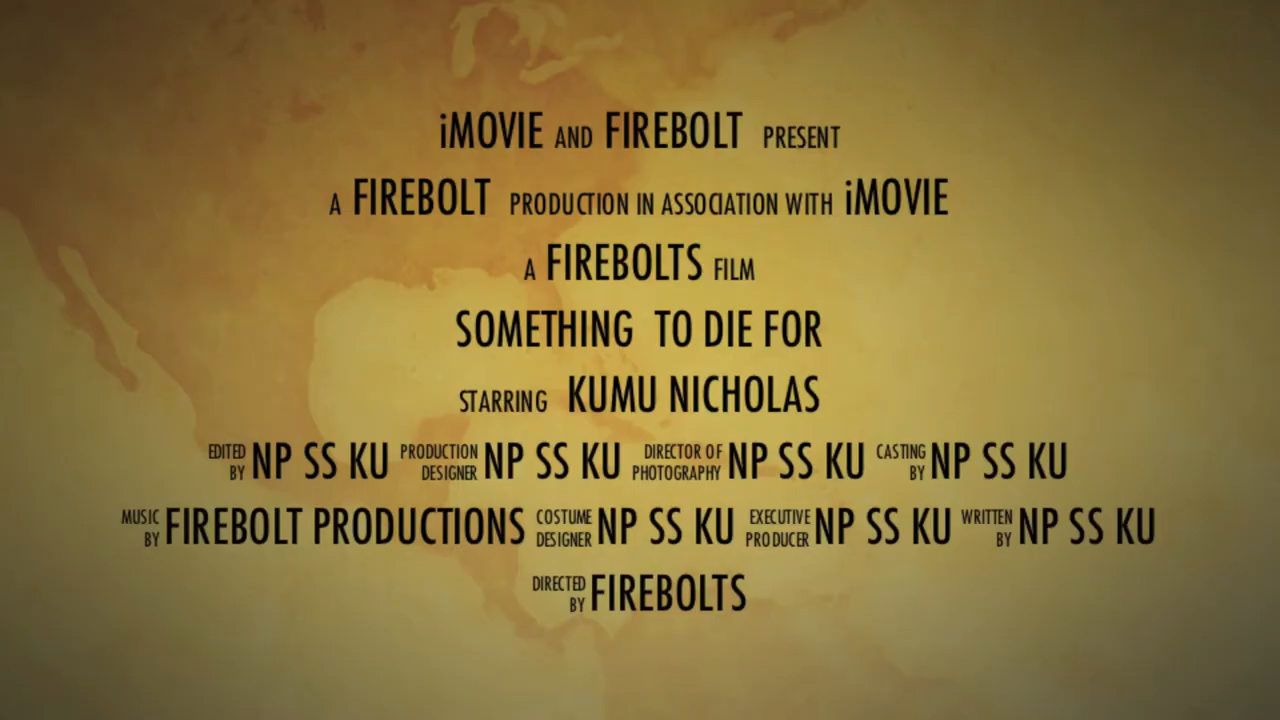 iMOVIE AND FIREBOLT PRESENT
A FIREBOLT PRODUCTION IN ASSOCIATION WITH iMOVIE
A FIREBOLTS FILM
SOMETHING TO DIE FOR
STARRING KUMU NICHOLAS
EDITED BY NP SS KU PRODUCTION DESIGNER NP SS KU DIRECTOR OF PHOTOGRAPHY NP SS KU CASTING BY NP SS KU
MUSIC BY FIREBOLT PRODUCTIONS COSTUME DESIGNER NP SS KU EXECUTIVE PRODUCER NP SS KU WRITTEN BY NP SS KU
DIRECTED BY FIREBOLTS